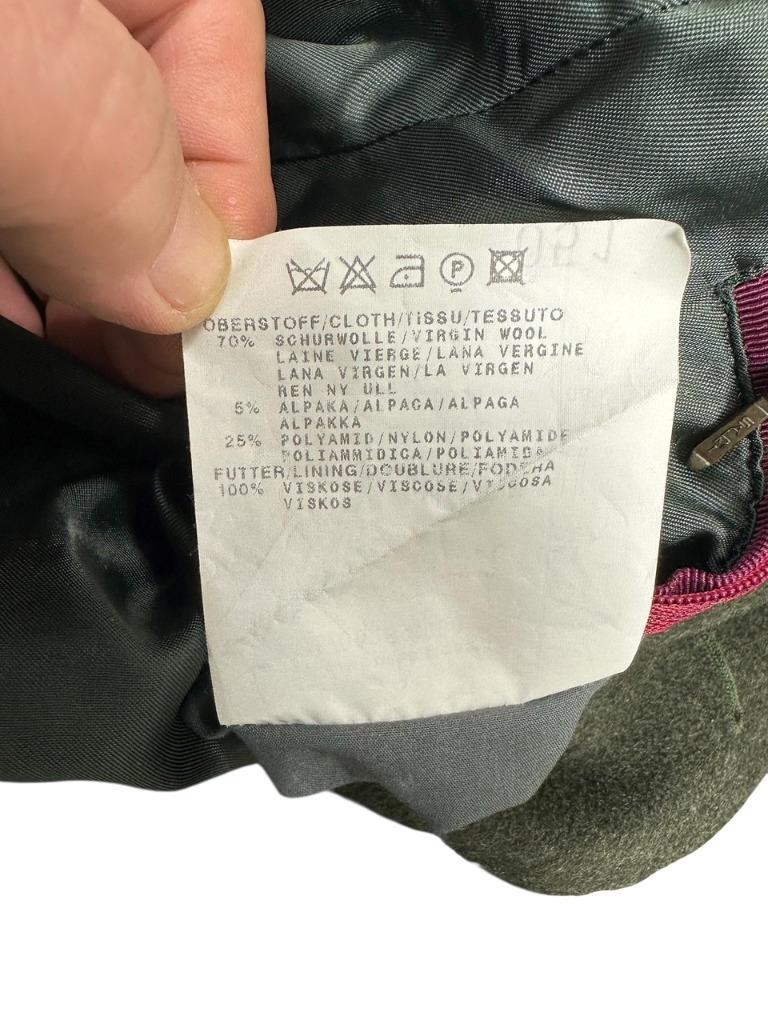 P
OBERSTOFF/CLOTH/TISSU/TESSUTO
70% SCHURWOLLE/VIRGIN WOOL
LAINE VIERGE/LANA VERGINE
LANA VIRGEN/LA VIRGEN
REN NY ULL
5% ALPAKA/ALPACA/ALPAGA
ALPAKKA
25% POLYAMID/NYLON/POLYAMIDE
POLIAMMIDICA/POLIAMIDA
FUTTER/LINING/DOUBLURE/FODERA
100% VISKOSE/VISCOSE/VISCOSA
VISKOS